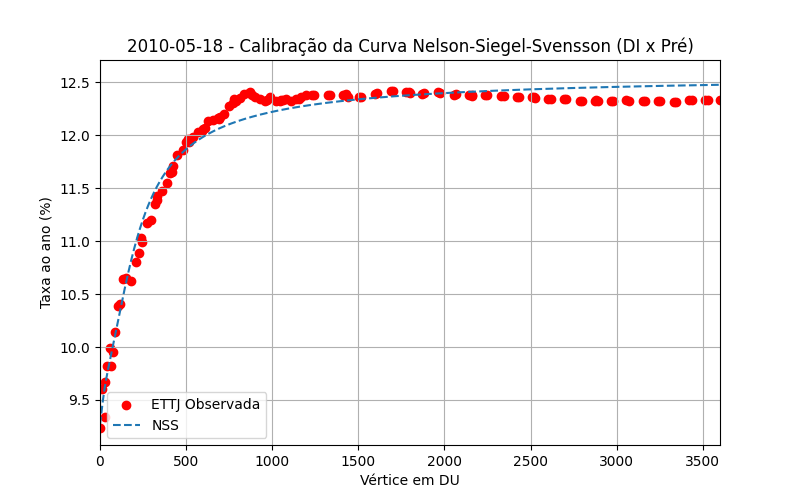 2010-05-18 - Calibração da Curva Nelson-Siegel-Svensson (DI x Pré)
Taxa ao ano (%)
12.5
12.0
11.5
11.0
10.5
10.0
9.5
ETTJ Observada
NSS
0 500 1000 1500 2000 2500 3000 3500
Vértice em DU